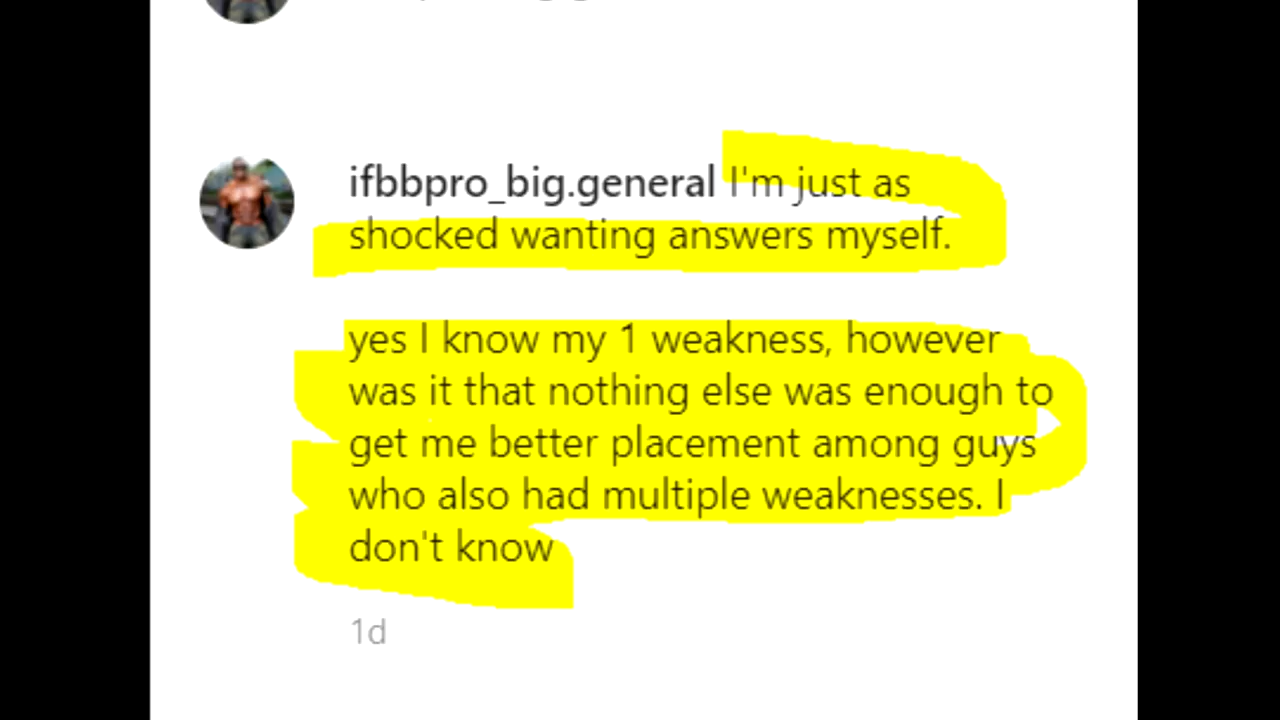 ifbbpro_big.general I'm just as
shocked wanting answers myself.
yes I know my 1 weakness, however
was it that nothing else was enough to
get me better placement among guys
who also had multiple weaknesses. I
don't know
1d